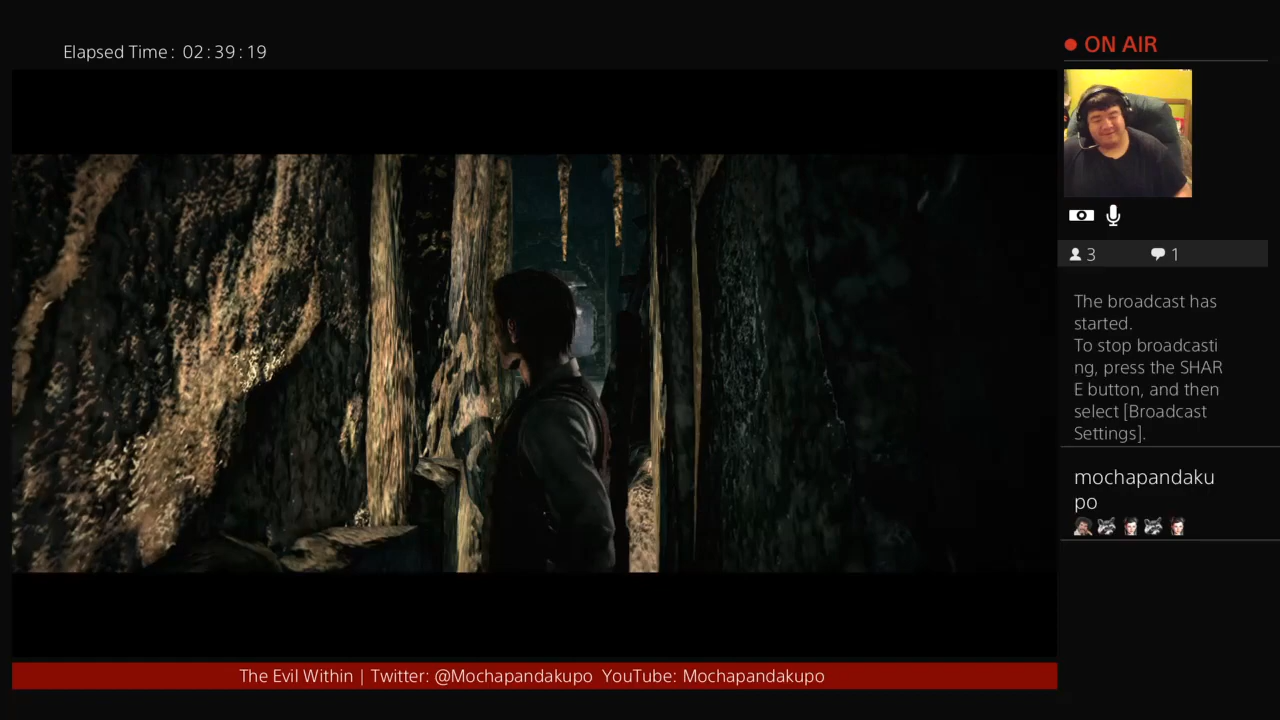 Elapsed Time: 02:39:19
ON AIR
3 1
The broadcast has
started.
To stop broadcasti
ng, press the SHAR
E button, and then
select [Broadcast
Settings].
mochapandaku
po
The Evil Within | Twitter: @Mochapandakupo YouTube: Mochapandakupo